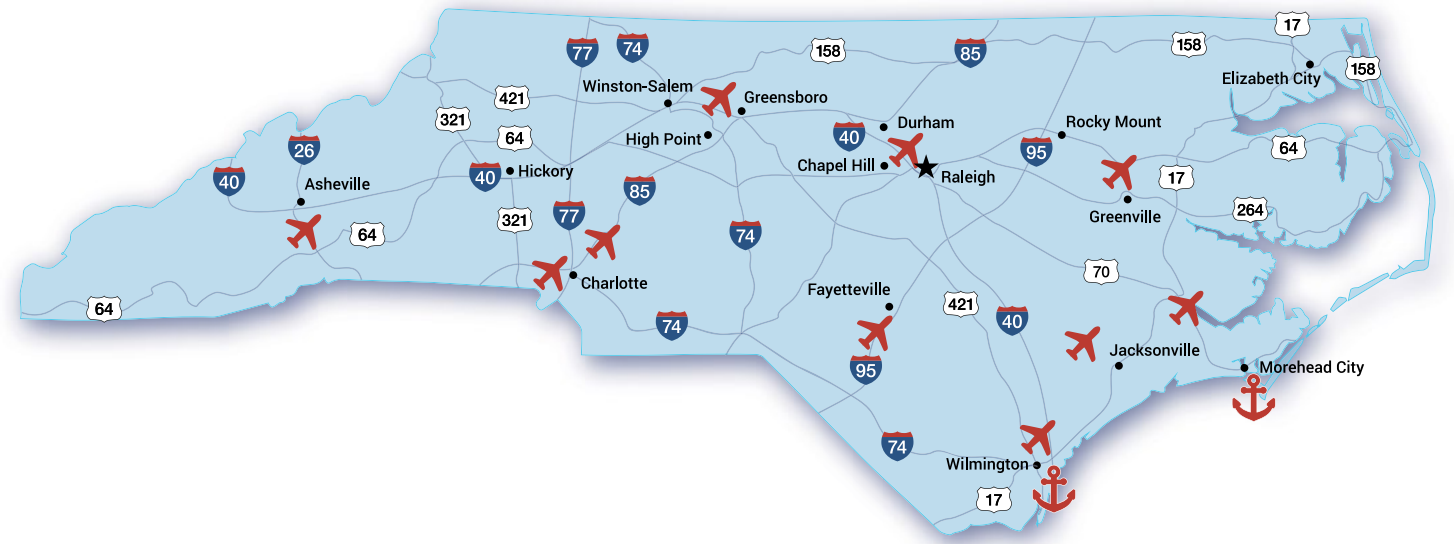 17
77
74
158
85
158
158
Elizabeth City
Winston-Salem
421
Greensboro
321
Durham
Rocky Mount
64
High Point
40
95
64
26
Chapel Hill
Raleigh
40
40
Hickory
17
Asheville
85
Greenville
264
321
77
74
64
70
Charlotte
Fayetteville
421
64
74
40
Jacksonville
95
Morehead City
74
Wilmington
17